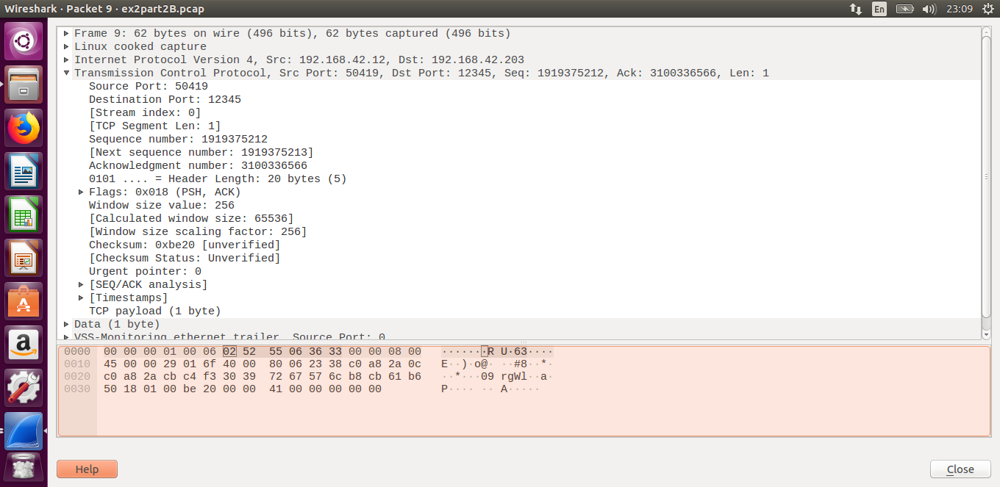 Wireshark · Packet 9 · ex2part2B.pcap
En
23:09
Frame 9: 62 bytes on wire (496 bits), 62 bytes captured (496 bits)
Linux cooked capture
Internet Protocol Version 4, Src: 192.168.42.12, Dst: 192.168.42.203
Transmission Control Protocol, Src Port: 50419, Dst Port: 12345, Seq: 1919375212, Ack: 3100336566, Len: 1
Source Port: 50419
Destination Port: 12345
[Stream index: 0]
[TCP Segment Len: 1]
Sequence number: 1919375212
[Next sequence number: 1919375213]
Acknowledgment number: 3100336566
0101 .... = Header Length: 20 bytes (5)
Flags: 0x018 (PSH, ACK)
Window size value: 256
[Calculated window size: 65536]
[Window size scaling factor: 256]
Checksum: 0xbe20 [unverified]
[Checksum Status: Unverified]
Urgent pointer: 0
[SEQ/ACK analysis]
[Timestamps]
TCP payload (1 byte)
Data (1 byte)
VSS-Monitoring ethernet trailer, Source Port: 0
0000 00 00 00 01 00 06 02 52 55 06 36 33 00 00 08 00 ·······R U·63····
0010 45 00 00 29 01 6f 40 00 80 06 23 38 c0 a8 2a 0c E··)·o@· ··#8··*·
0020 c0 a8 2a cb c4 f3 30 39 72 67 57 6c b8 cb 61 b6 ··*···09 rgWl··a·
0030 50 18 01 00 be 20 00 00 41 00 00 00 00 00 P···· ·· A·····
Help
Close